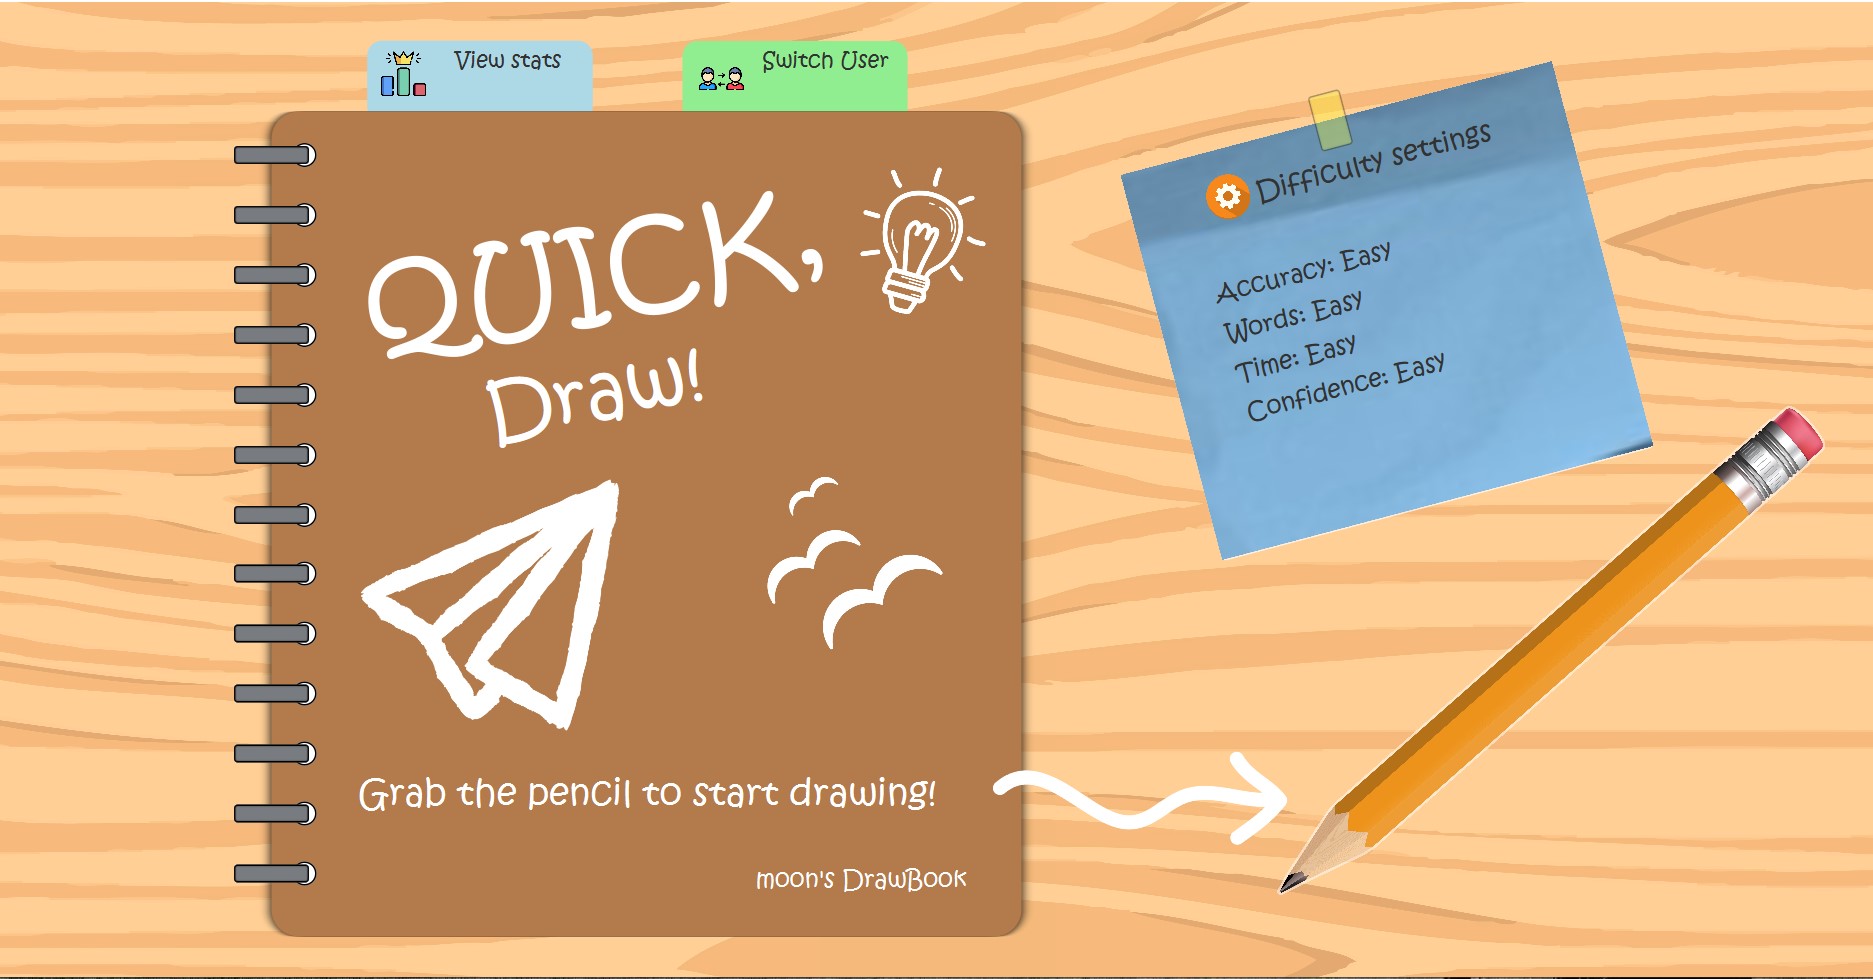 View stats
Switch User
QUICK,
Draw!
Grab the pencil to start drawing!
moon's DrawBook
Difficulty settings
Accuracy: Easy
Words: Easy
Time: Easy
Confidence: Easy